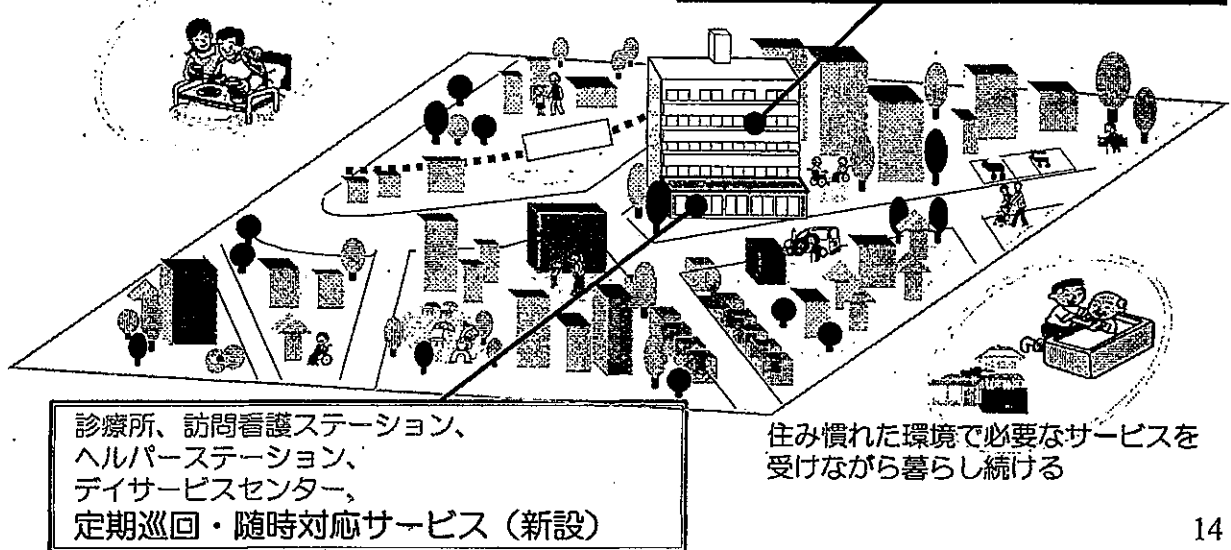 診療所、訪問看護ステーション、
ヘルパーステーション、
デイサービスセンター、
定期巡回・随時対応サービス（新設）
住み慣れた環境で必要なサービスを
受けながら暮らし続ける
14